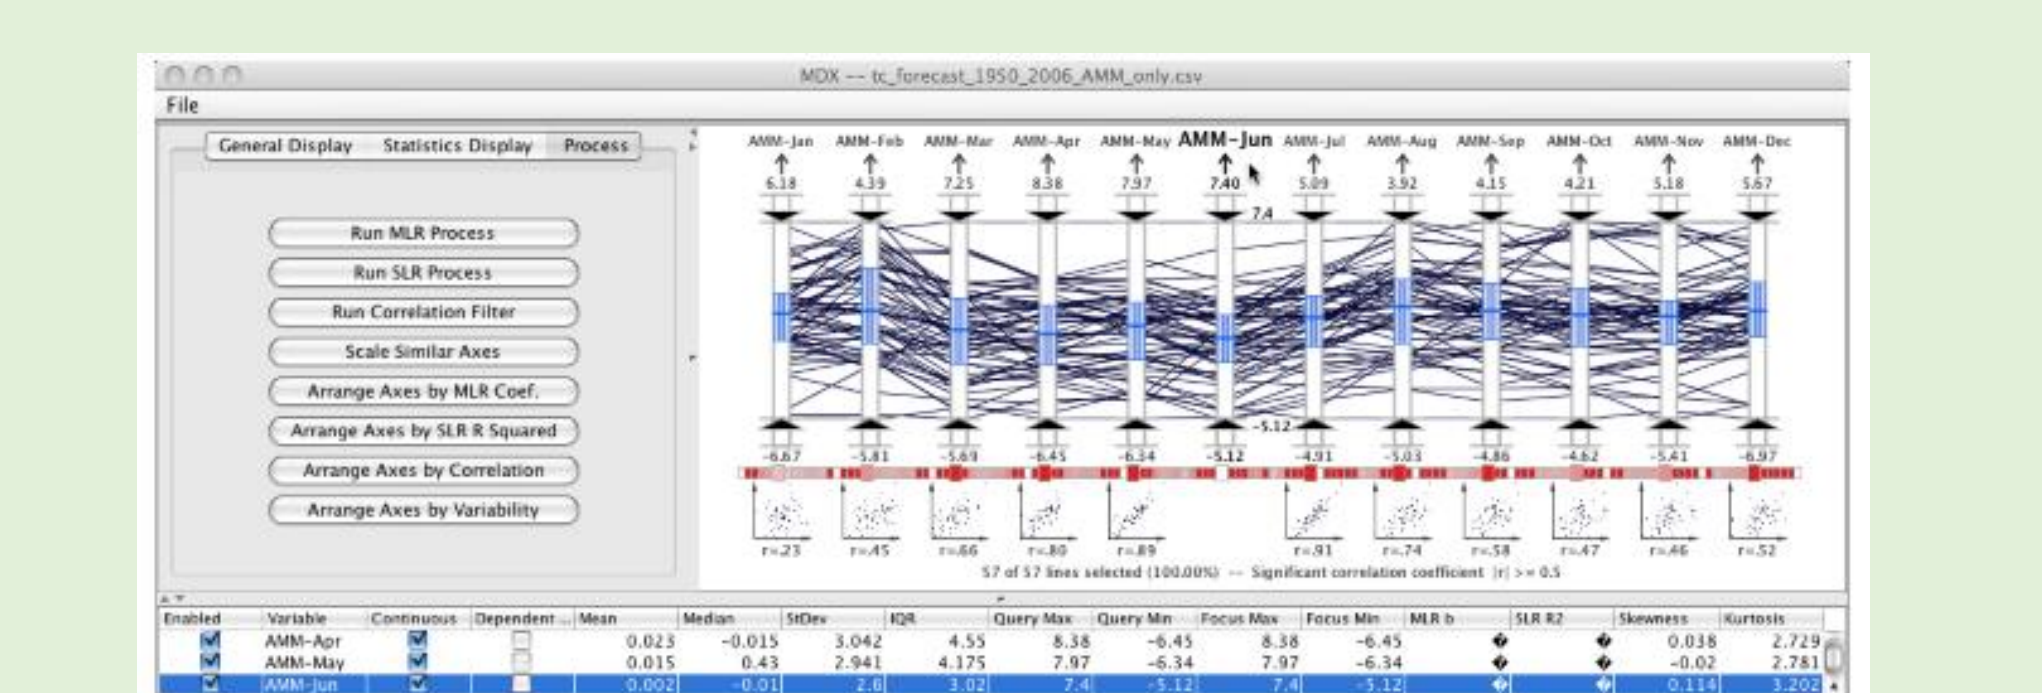 MDX -- tc_forecast_1950_2006_AMM_only.csv
File
General Display Statistics Display Process
Run MLR Process
Run SLR Process
Run Correlation Filter
Scale Similar Axes
Arrange Axes by MLR Coef.
Arrange Axes by SLR R Squared
Arrange Axes by Correlation
Arrange Axes by Variability
AMM-Jan AMM-Feb AMM-Mar AMM-Apr AMM-May AMM-Jun AMM-Jul AMM-Aug AMM-Sep AMM-Oct AMM-Nov AMM-Dec
6.18 4.39 7.25 8.38 7.97 7.40 5.09 3.92 4.15 4.21 5.18 5.67
7.4
-5.12
-6.67 -5.81 -5.69 -6.45 -6.34 -5.12 -4.91 -5.03 -4.86 -4.62 -5.41 -6.97
r=.23 r=.45 r=.66 r=.80 r=.89 r=.91 r=.74 r=.58 r=.47 r=.46 r=.52
57 of 57 lines selected (100.00%) -- Significant correlation coefficient |r| >= 0.5
Enabled Variable Continuous Dependent ... Mean Median StDev IQR Query Max Query Min Focus Max Focus Min MLR b SLR R2 Skewness Kurtosis
AMM-Apr 0.023 -0.015 3.042 4.55 8.38 -6.45 8.38 -6.45 � � 0.038 2.729
AMM-May 0.015 0.43 2.941 4.175 7.97 -6.34 7.97 -6.34 � � -0.02 2.781
AMM-Jun 0.002 -0.01 2.6 3.02 7.4 -5.12 7.4 -5.12 � � 0.114 3.202